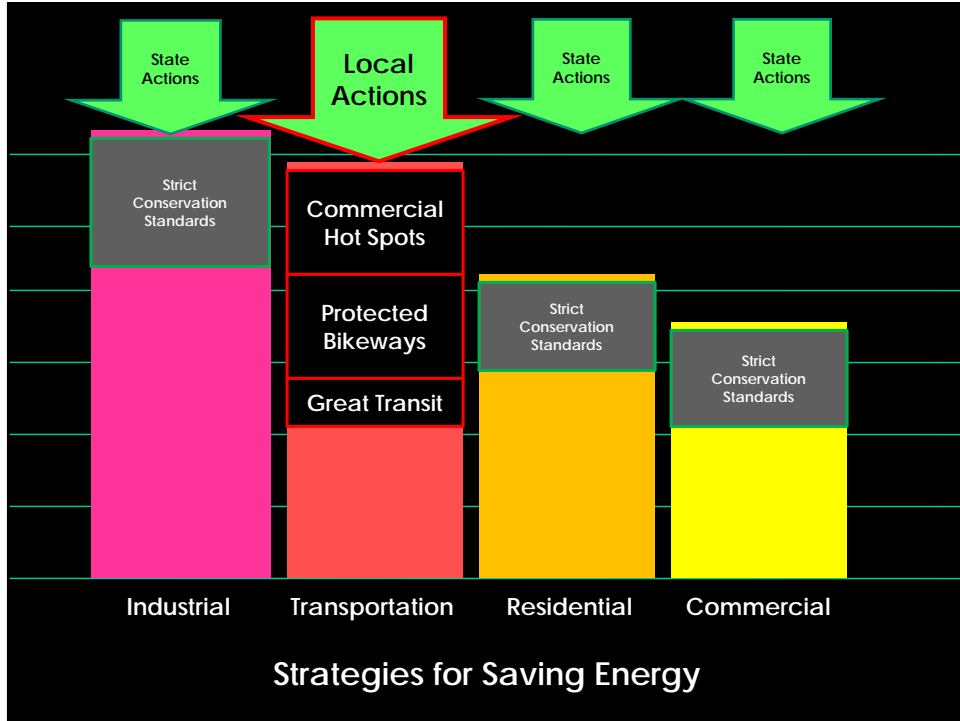 State
Actions
Local
Actions
State
Actions
State
Actions
Strict
Conservation
Standards
Commercial
Hot Spots
Protected
Bikeways
Great Transit
Strict
Conservation
Standards
Strict
Conservation
Standards
Industrial
Transportation
Residential
Commercial
Strategies for Saving Energy